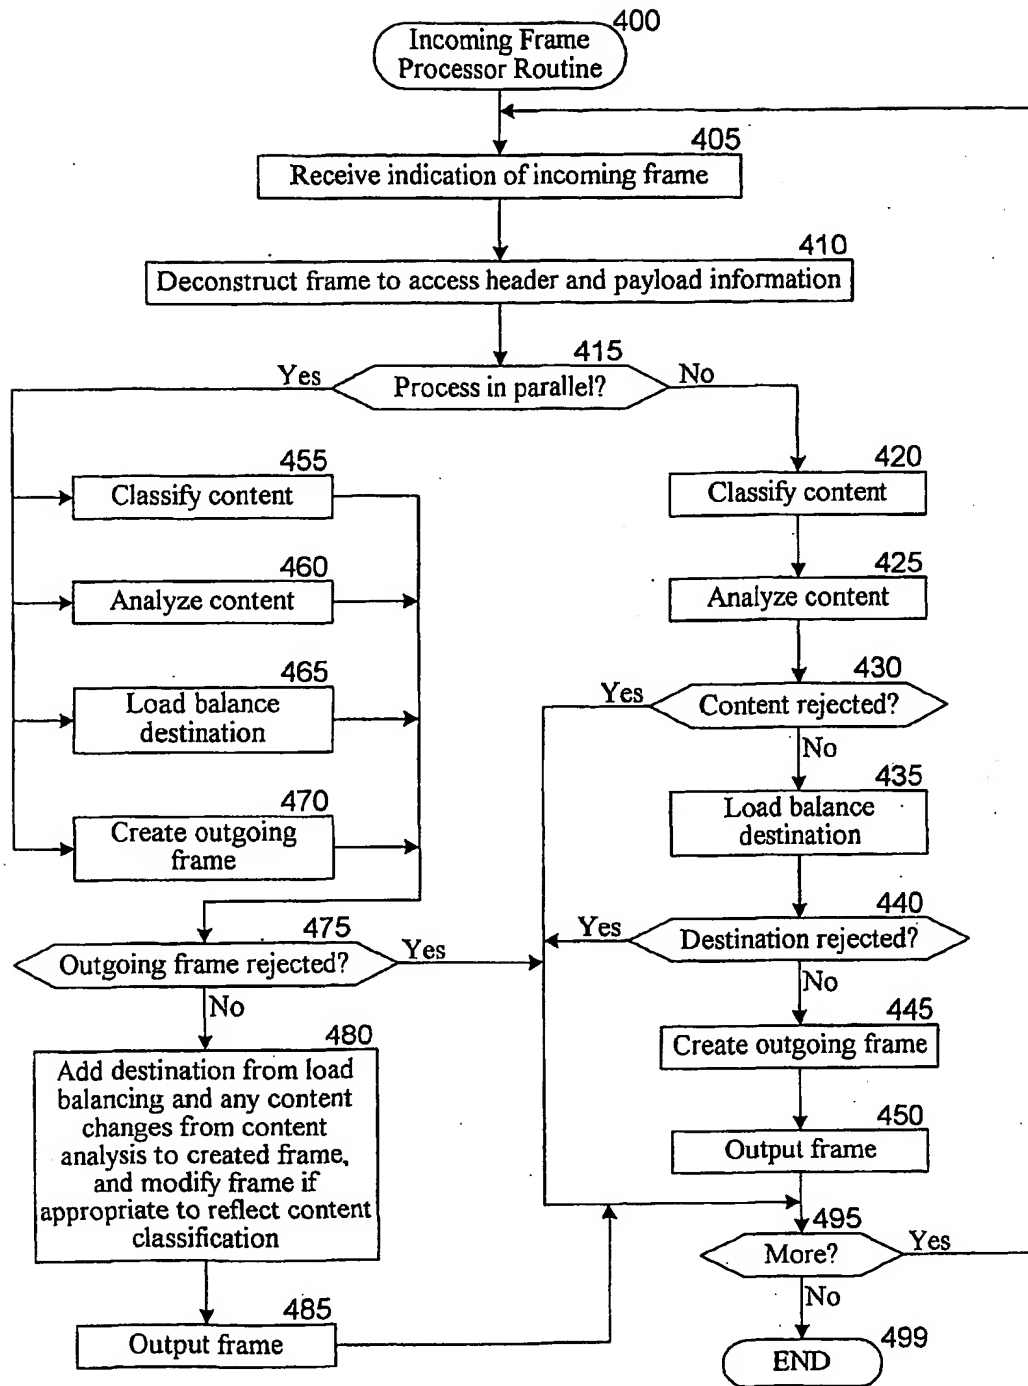 400
Incoming Frame
Processor Routine
405
Receive indication of incoming frame
410
Deconstruct frame to access header and payload information
415
Yes
Process in parallel?
No
455
Classify content
460
Analyze content
465
Load balance
destination
470
Create outgoing
frame
475
Outgoing frame rejected?
Yes
No
480
Add destination from load
balancing and any content
changes from content
analysis to created frame,
and modify frame if
appropriate to reflect content
classification
485
Output frame
420
Classify content
425
Analyze content
430
Yes
Content rejected?
No
435
Load balance
destination
440
Yes
Destination rejected?
No
445
Create outgoing frame
450
Output frame
495
More?
Yes
No
499
END